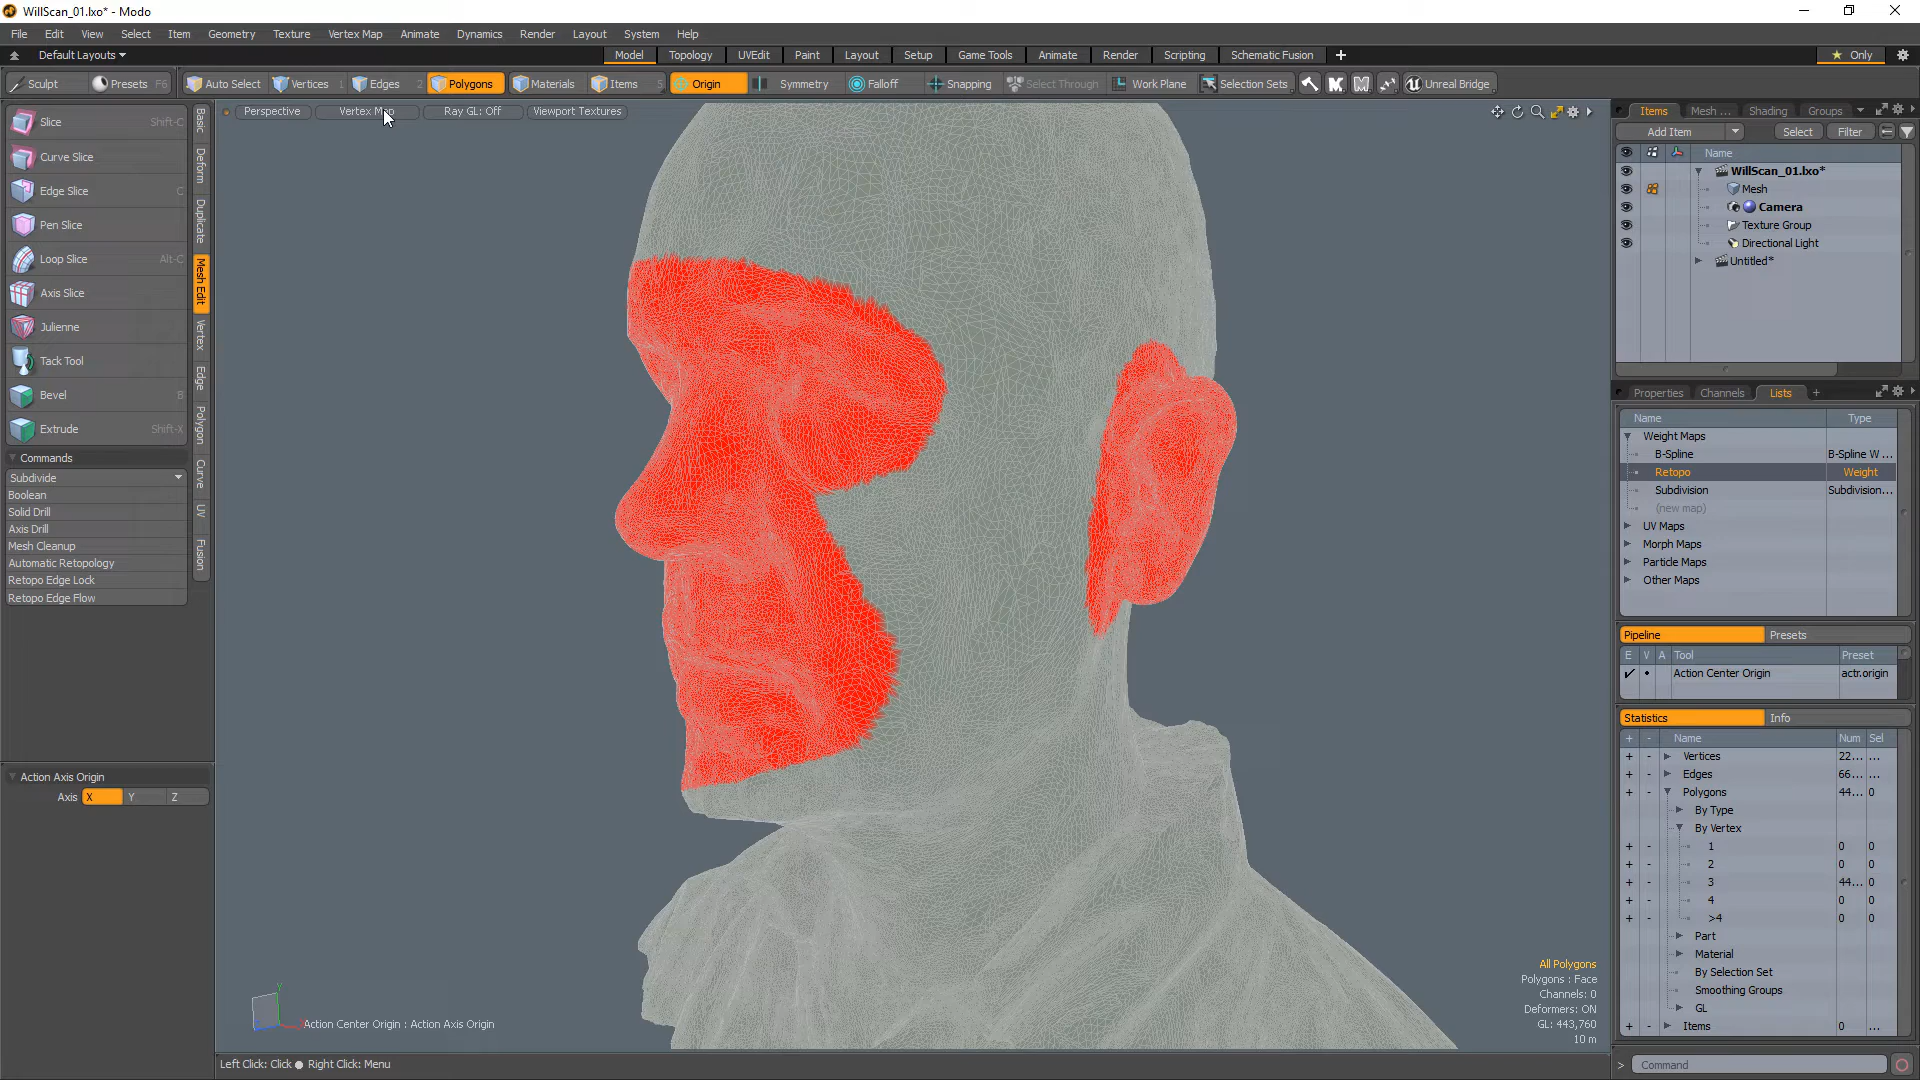 WillScan_01.lxo* - Modo
File Edit View Select Item Geometry Texture Vertex Map Animate Dynamics Render Layout System Help
Default Layouts Model Topology UVEdit Paint Layout Setup Game Tools Animate Render Scripting Schematic Fusion Only
Sculpt Presets F6 Auto Select Vertices 1 Edges 2 Polygons Materials Items 5 Origin Symmetry Falloff Snapping Select Through Work Plane Selection Sets Unreal Bridge
Perspective Vertex Map Ray GL: Off Viewport Textures
Slice Shift-C
Curve Slice
Edge Slice C
Pen Slice
Loop Slice Alt-C
Axis Slice
Julienne
Tack Tool
Bevel B
Extrude Shift-X
Commands
Subdivide
Boolean
Solid Drill
Axis Drill
Mesh Cleanup
Automatic Retopology
Retopo Edge Lock
Retopo Edge Flow
Basic
Deform
Duplicate
Mesh Edit
Vertex
Edge
Polygon
Curve
UV
Fusion
Action Axis Origin
Axis X Y Z
Y
Action Center Origin : Action Axis Origin
All Polygons
Polygons : Face
Channels: 0
Deformers: ON
GL: 443,760
10 m
Left Click: Click Right Click: Menu
Items Mesh ... Shading Groups
Add Item Select Filter
Name
WillScan_01.lxo*
Mesh
Camera
Texture Group
Directional Light
Untitled*
Properties Channels Lists +
Name Type
Weight Maps
B-Spline B-Spline W ...
Retopo Weight
Subdivision Subdivision...
(new map)
UV Maps
Morph Maps
Particle Maps
Other Maps
Pipeline Presets
E V A Tool Preset
Action Center Origin actr.origin
Statistics Info
+ - Name Num Sel
+ - Vertices 22... ...
+ - Edges 66... ...
+ - Polygons 44... 0
By Type
By Vertex
+ - 1 0 0
+ - 2 0 0
+ - 3 44... 0
+ - 4 0 0
+ - >4 0 0
Part
Material
By Selection Set
Smoothing Groups
GL
+ - Items 0 ...
> Command